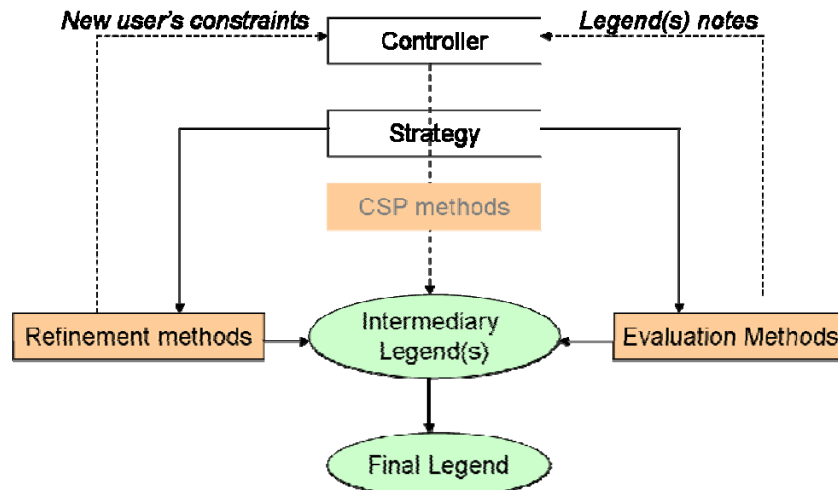 New user's constraints
Legend(s) notes
Controller
Strategy
CSP methods
Refinement methods
Intermediary
Legend(s)
Evaluation Methods
Final Legend